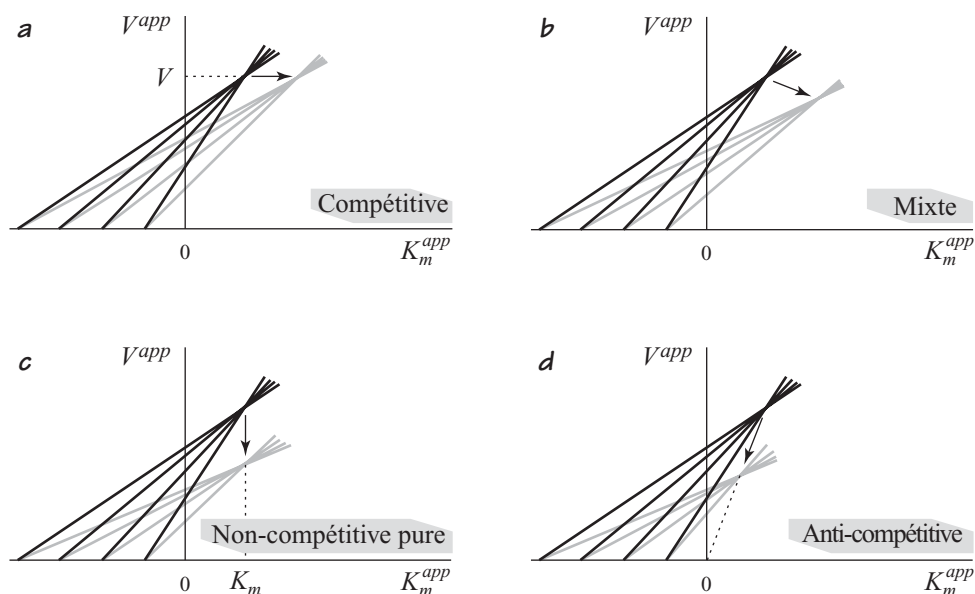 a
V^app
V
0
K_m^app
Compétitive
b
V^app
0
K_m^app
Mixte
c
V^app
0
K_m
K_m^app
Non-compétitive pure
d
V^app
0
K_m^app
Anti-compétitive